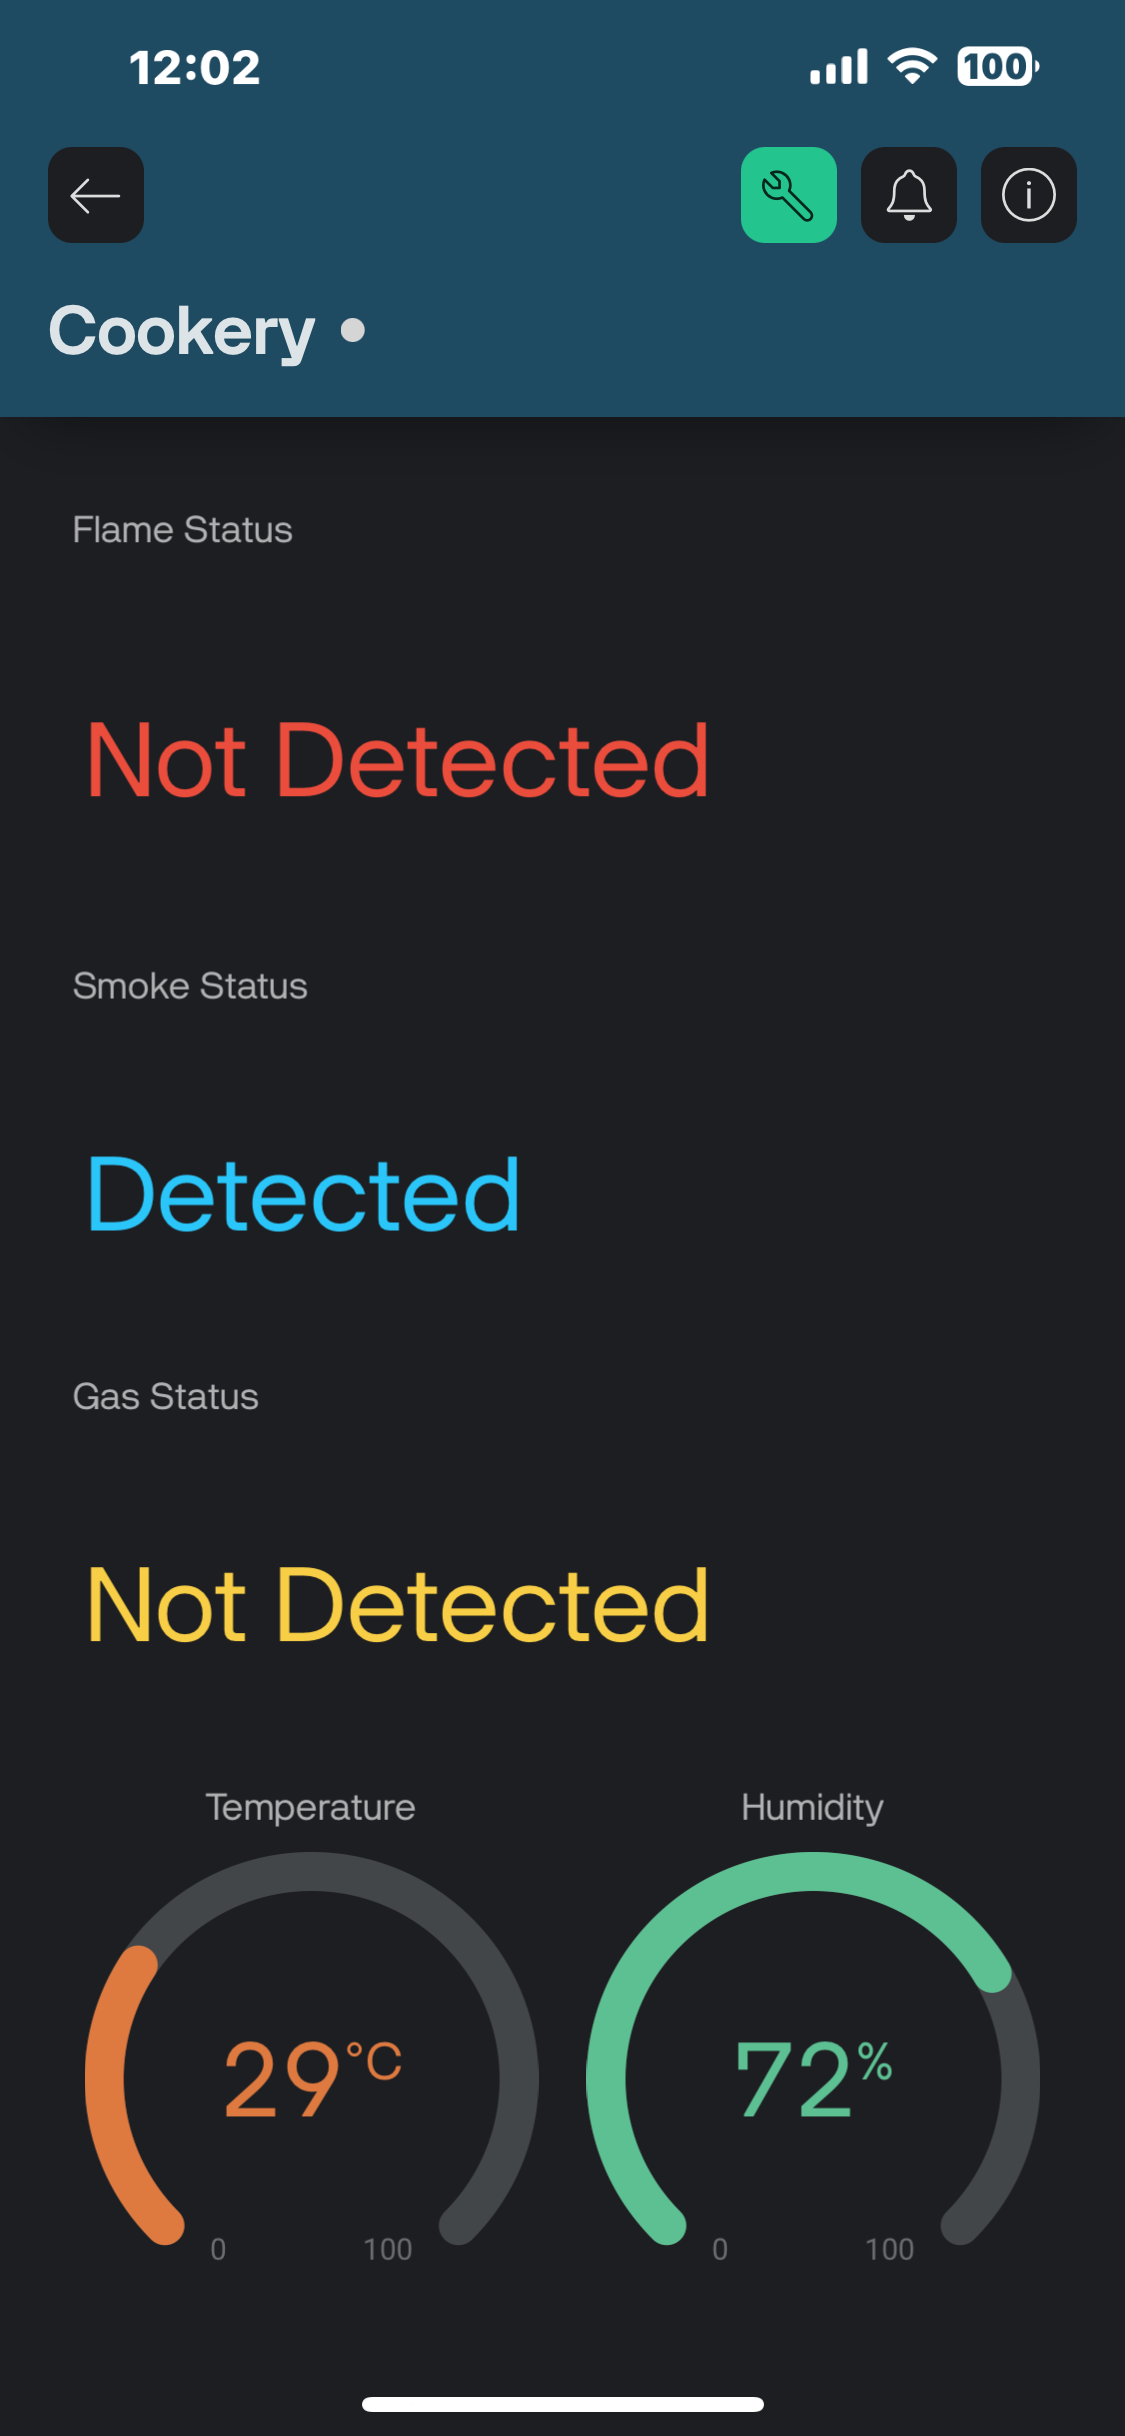 12:02
100
Cookery
Flame Status
Not Detected
Smoke Status
Detected
Gas Status
Not Detected
Temperature
Humidity
29°C
72%
0
100
0
100